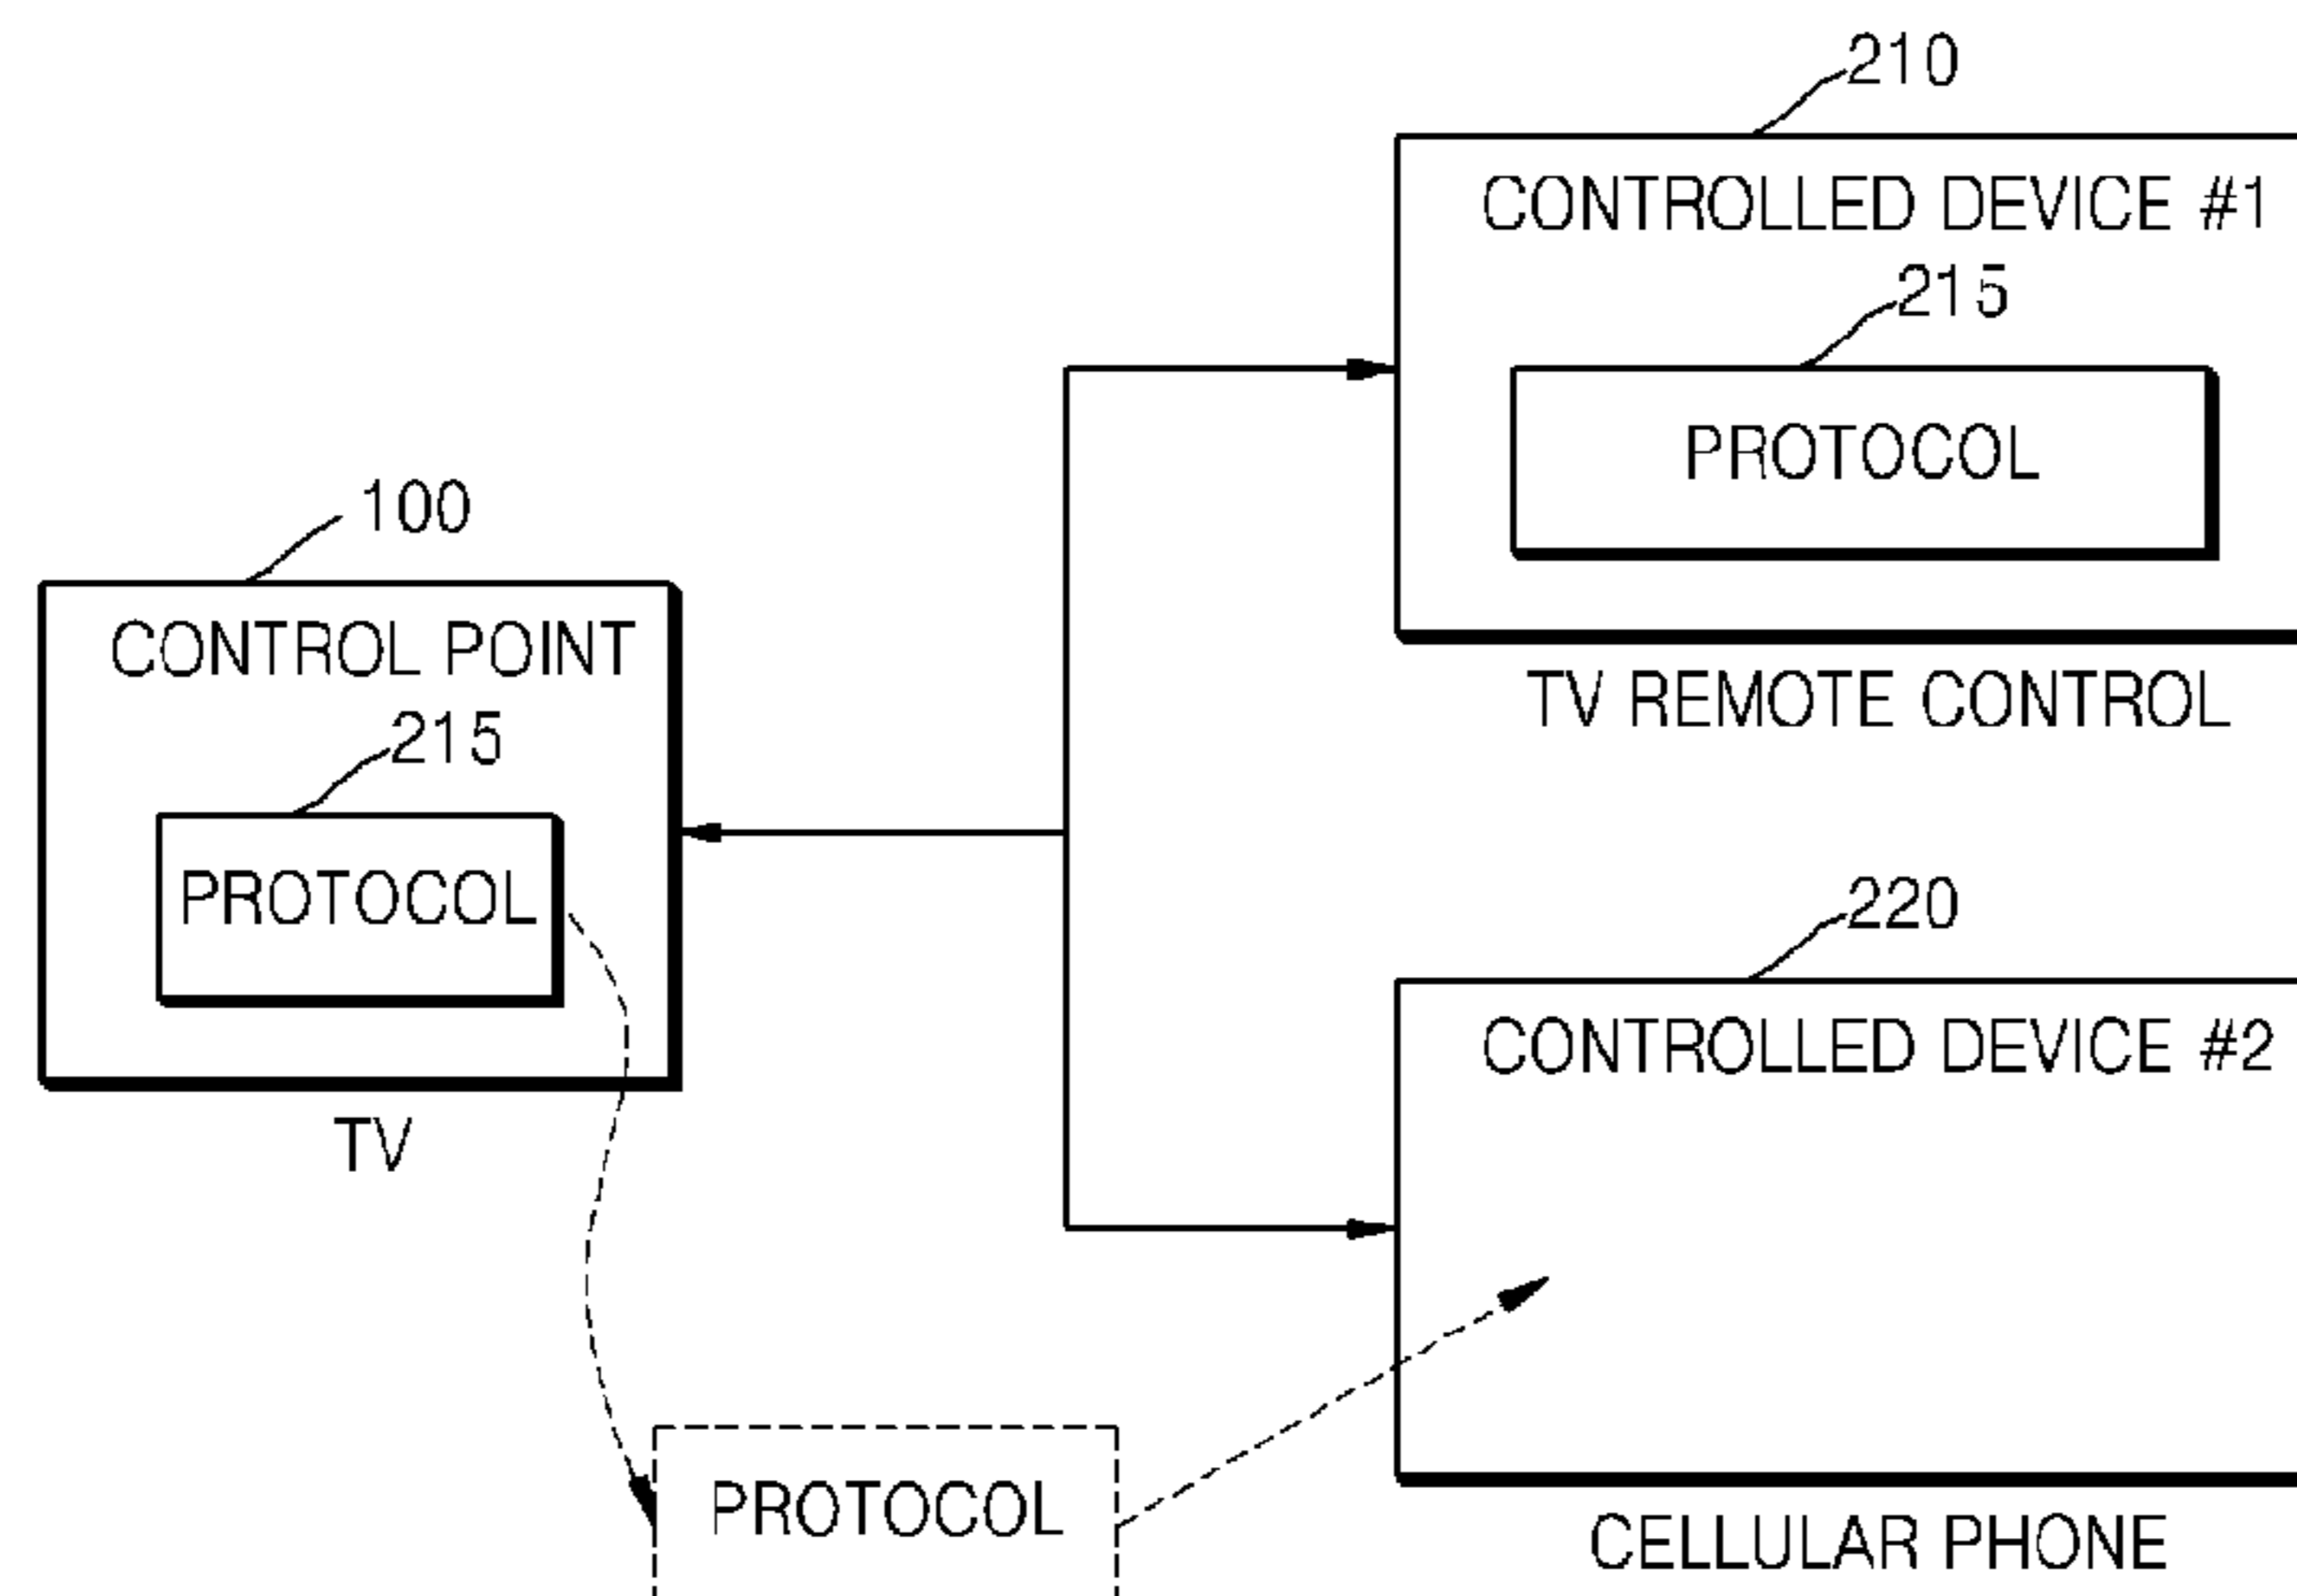 210
CONTROLLED DEVICE #1
215
PROTOCOL
TV REMOTE CONTROL
100
CONTROL POINT
215
PROTOCOL
TV
220
CONTROLLED DEVICE #2
CELLULAR PHONE
PROTOCOL